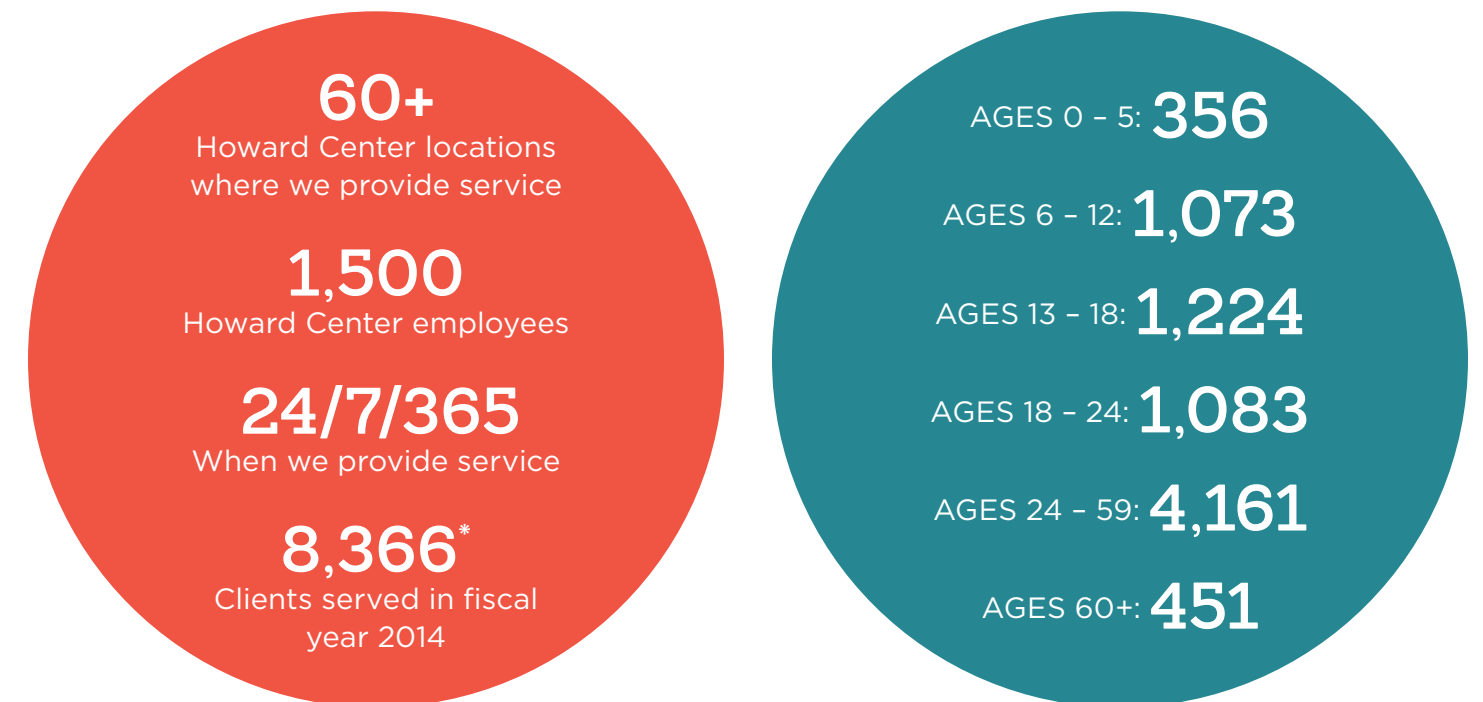 60+
Howard Center locations
where we provide service
1,500
Howard Center employees
24/7/365
When we provide service
8,366*
Clients served in fiscal
year 2014
AGES 0 – 5: 356
AGES 6 – 12: 1,073
AGES 13 – 18: 1,224
AGES 18 – 24: 1,083
AGES 24 – 59: 4,161
AGES 60+: 451